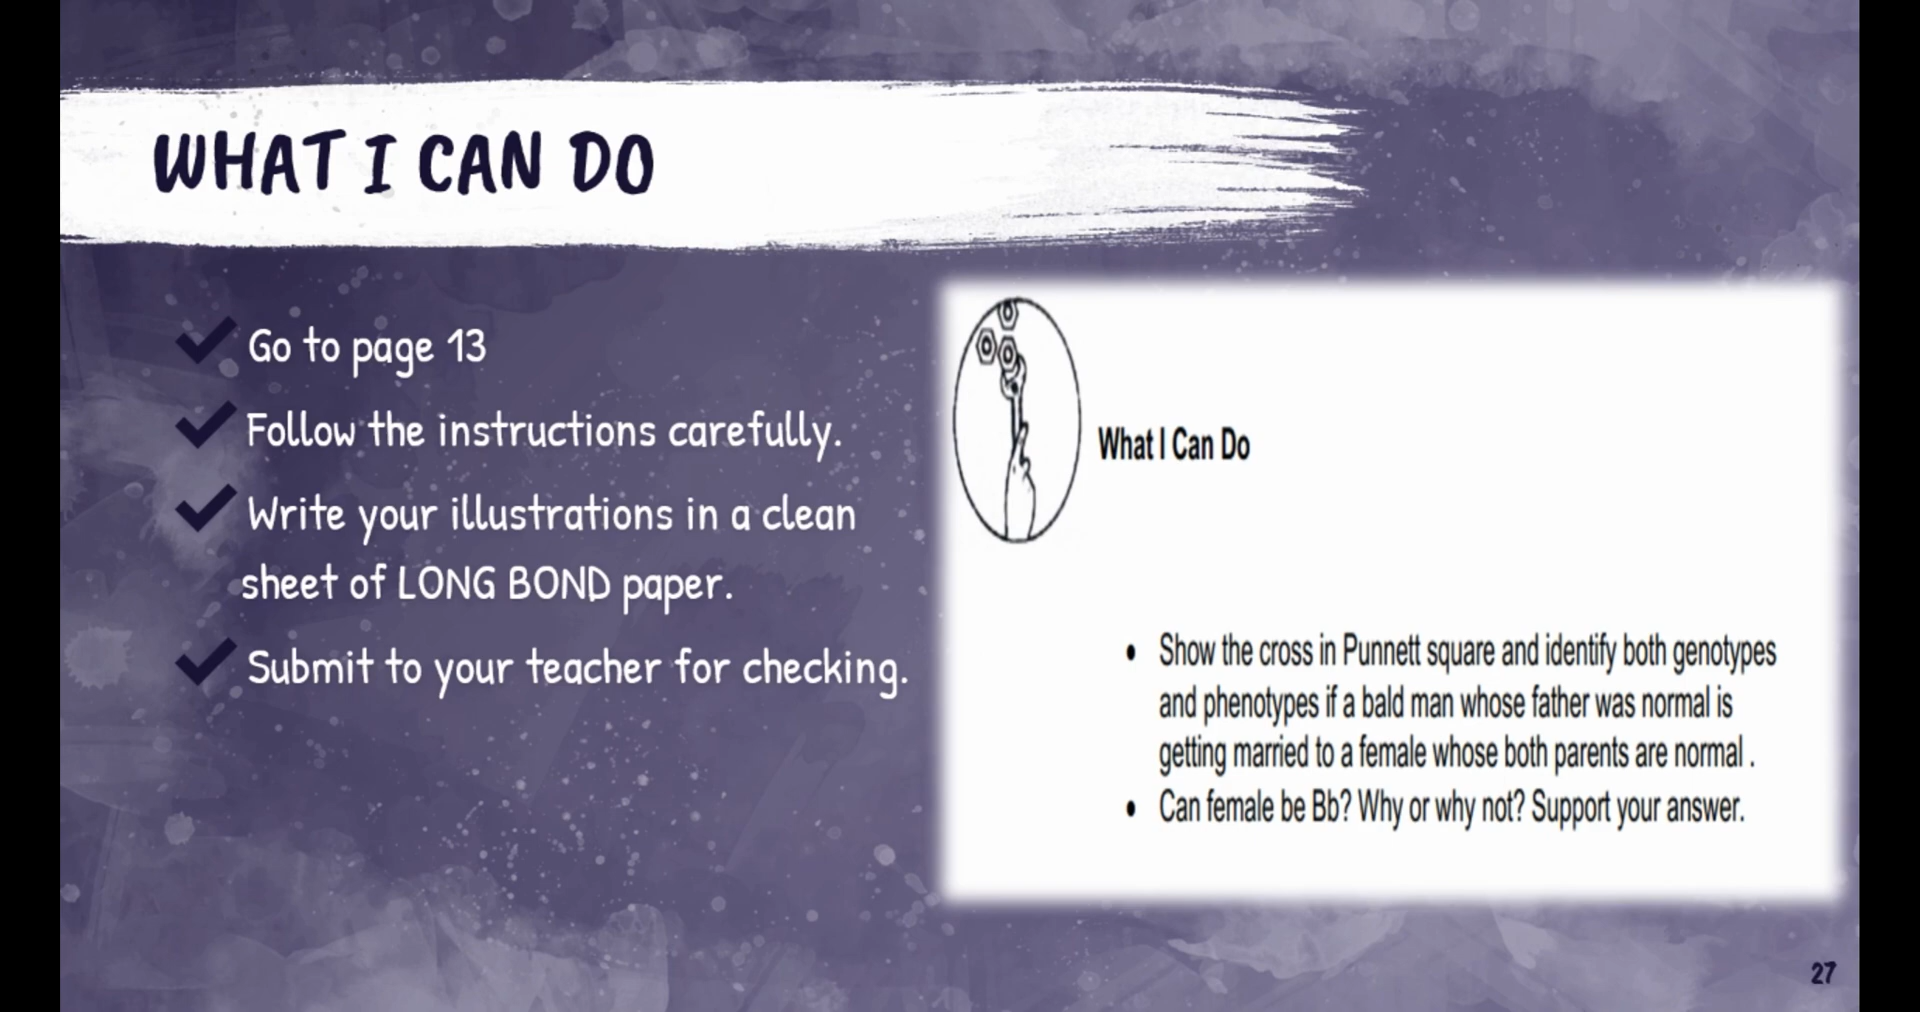 WHAT I CAN DO
Go to page 13
Follow the instructions carefully.
Write your illustrations in a clean
sheet of LONG BOND paper.
Submit to your teacher for checking.
What I Can Do
• Show the cross in Punnett square and identify both genotypes
and phenotypes if a bald man whose father was normal is
getting married to a female whose both parents are normal .
• Can female be Bb? Why or why not? Support your answer.
27